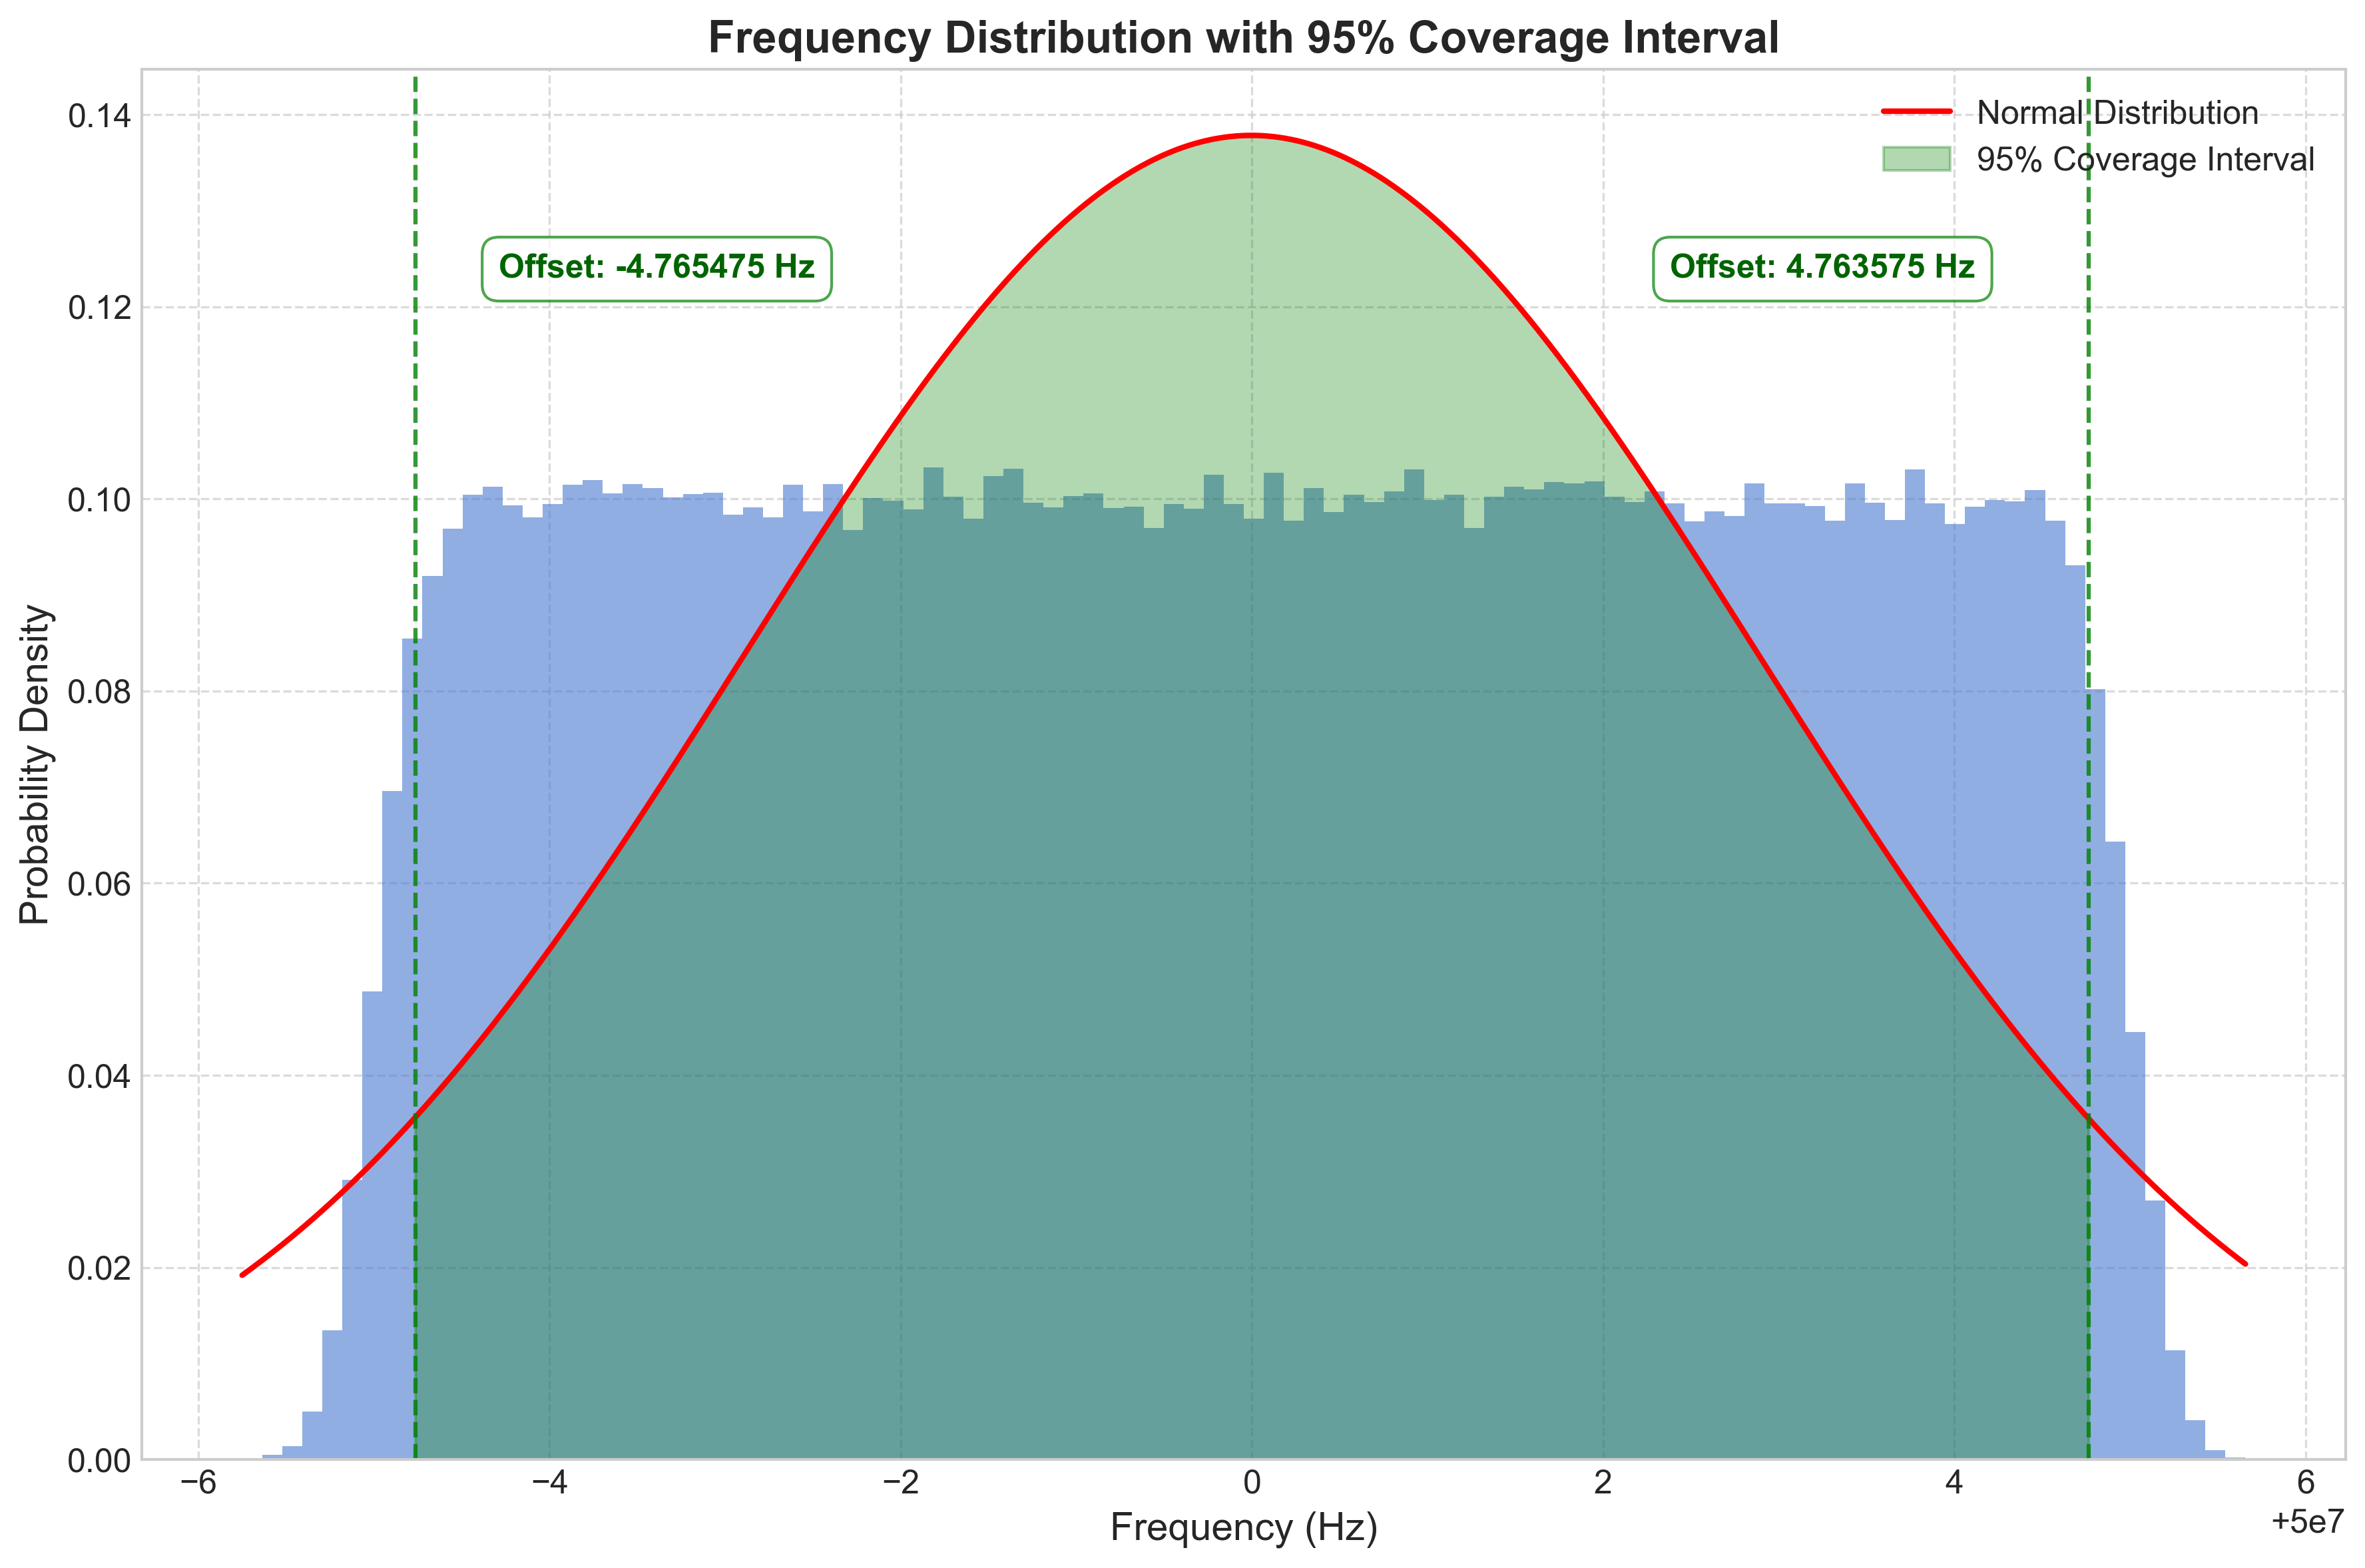 Frequency Distribution with 95% Coverage Interval
0.14
0.12
0.10
0.08
0.06
0.04
0.02
0.00
Probability Density
Normal Distribution
95% Coverage Interval
Offset: -4.765475 Hz
Offset: 4.763575 Hz
−6 −4 −2 0 2 4 6
+5e7
Frequency (Hz)